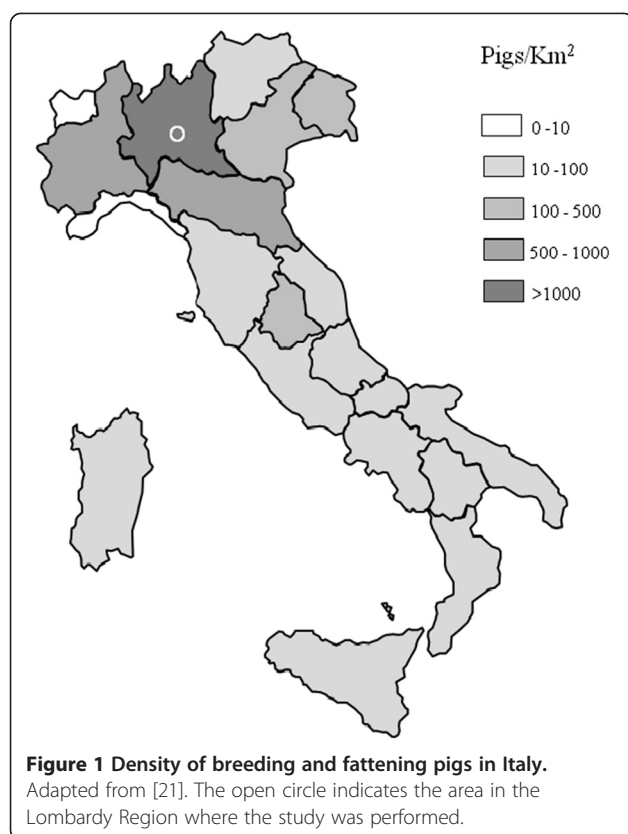 Pigs/Km²
0 -10
10 -100
100 - 500
500 - 1000
>1000
Figure 1 Density of breeding and fattening pigs in Italy.
Adapted from [21]. The open circle indicates the area in the
Lombardy Region where the study was performed.